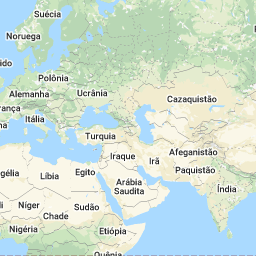 Suécia
Noruega
Polônia
Alemanha
Ucrânia
Cazaquistão
França
Itália
Turquia
Afeganistão
Iraque
Irã
Paquistão
gélia
Líbia
Egito
Arábia
Saudita
Índia
Níger
Chade
Sudão
Nigéria
Etiópia
Quênia